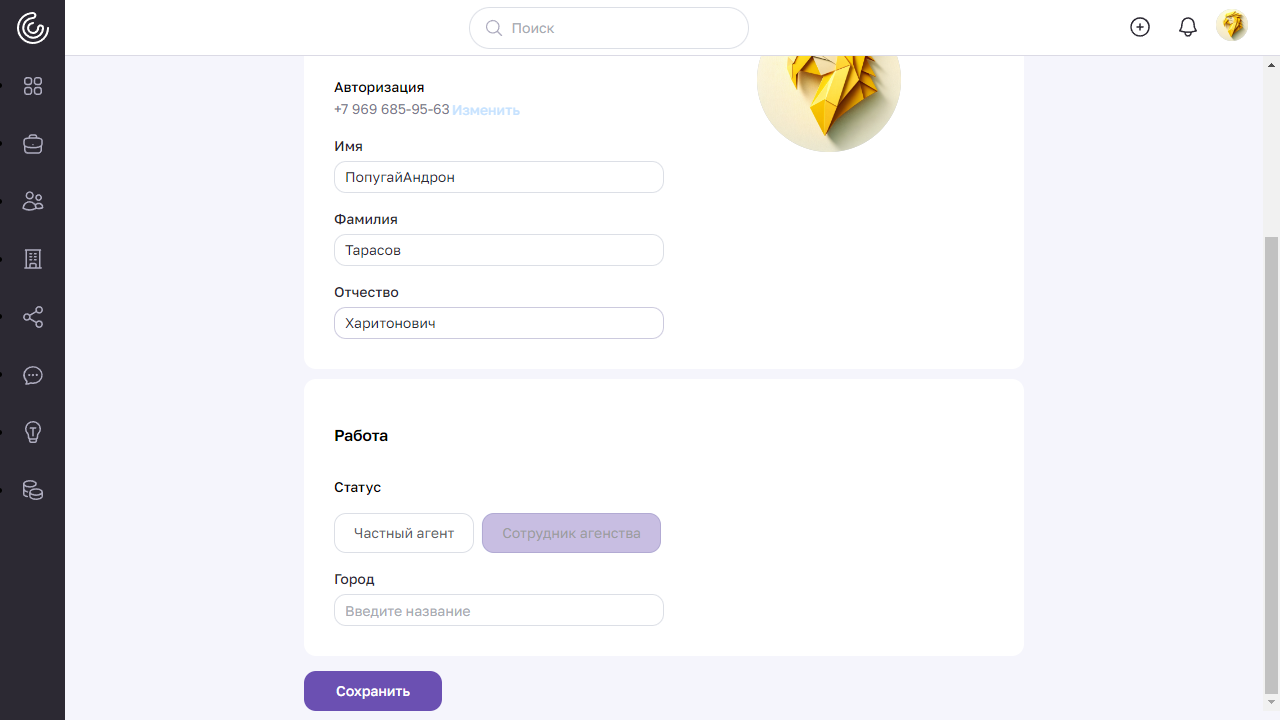 Поиск
Авторизация
+7 969 685-95-63 Изменить
Имя
ПопугайАндрон
Фамилия
Тарасов
Отчество
Харитонович
Работа
Статус
Частный агент Сотрудник агенства
Город
Введите название
Сохранить